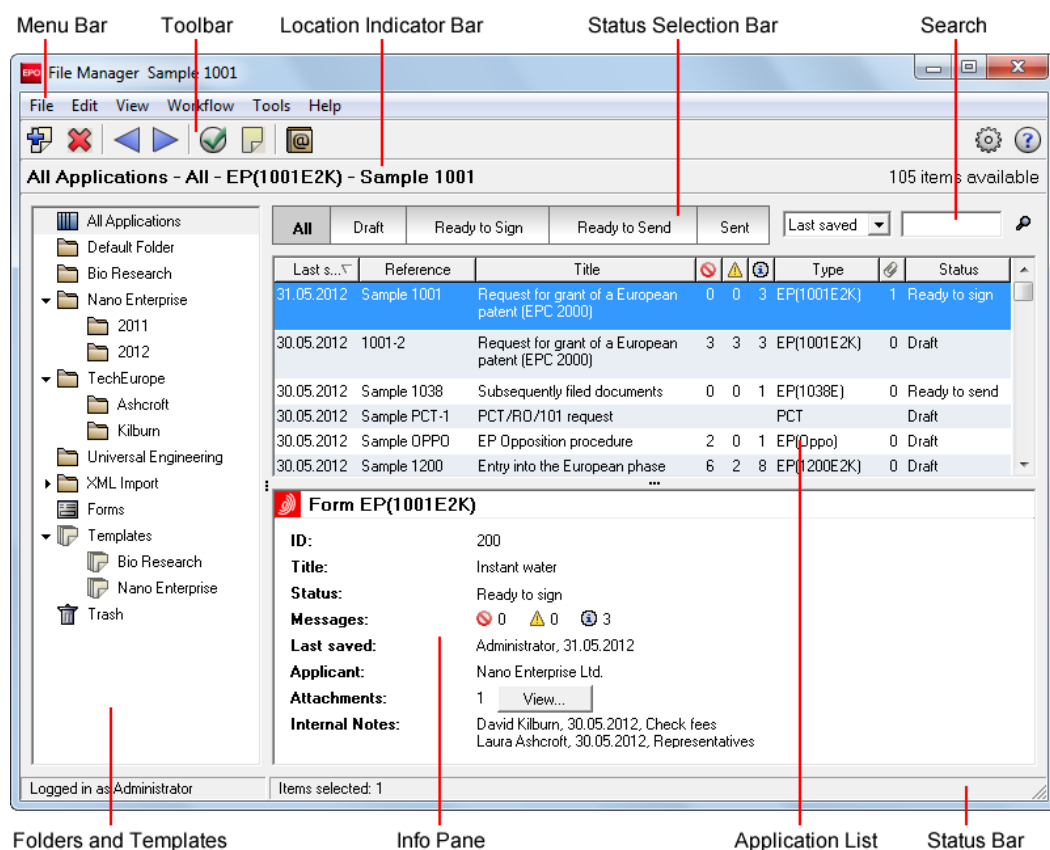 Menu Bar Toolbar Location Indicator Bar Status Selection Bar Search
EPO File Manager Sample 1001
File Edit View Workflow Tools Help
All Applications - All - EP(1001E2K) - Sample 1001 105 items available
All Applications
Default Folder
Bio Research
Nano Enterprise
2011
2012
TechEurope
Ashcroft
Kilburn
Universal Engineering
XML Import
Forms
Templates
Bio Research
Nano Enterprise
Trash
All Draft Ready to Sign Ready to Send Sent Last saved
Last s... Reference Title Type Status
31.05.2012 Sample 1001 Request for grant of a European 0 0 3 EP(1001E2K) 1 Ready to sign
patent (EPC 2000)
30.05.2012 1001-2 Request for grant of a European 3 3 3 EP(1001E2K) 0 Draft
patent (EPC 2000)
30.05.2012 Sample 1038 Subsequently filed documents 0 0 1 EP(1038E) 0 Ready to send
30.05.2012 Sample PCT-1 PCT/RO/101 request PCT Draft
30.05.2012 Sample OPPO EP Opposition procedure 2 0 1 EP(Oppo) 0 Draft
30.05.2012 Sample 1200 Entry into the European phase 6 2 8 EP(1200E2K) 0 Draft
Form EP(1001E2K)
ID: 200
Title: Instant water
Status: Ready to sign
Messages: 0 0 3
Last saved: Administrator, 31.05.2012
Applicant: Nano Enterprise Ltd.
Attachments: 1 View...
Internal Notes: David Kilburn, 30.05.2012, Check fees
Laura Ashcroft, 30.05.2012, Representatives
Logged in as Administrator Items selected: 1
Folders and Templates Info Pane Application List Status Bar